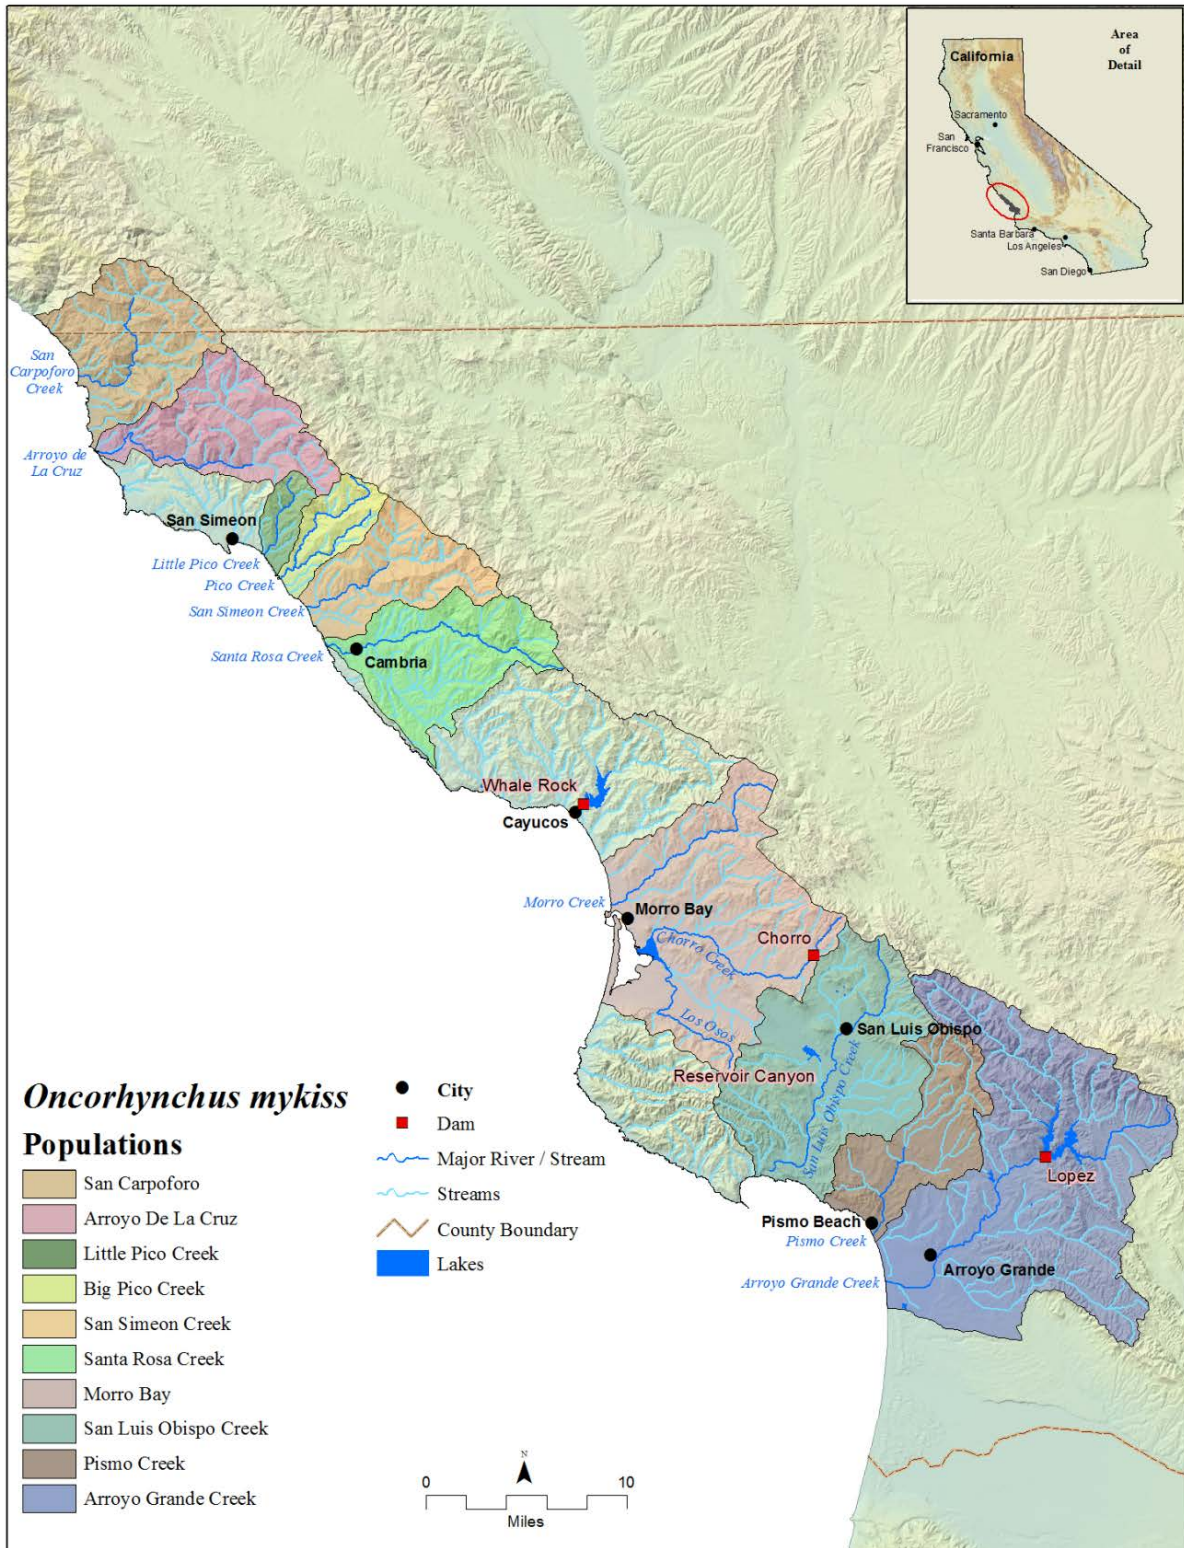 Area
of
Detail
California
Sacramento
San
Francisco
Santa Barbara
Los Angeles
San Diego
San
Carpoforo
Creek
Arroyo de
La Cruz
San Simeon
Little Pico Creek
Pico Creek
San Simeon Creek
Santa Rosa Creek
Cambria
Whale Rock
Cayucos
Morro Creek
Morro Bay
Chorro
Chorro Creek
Los Osos
San Luis Obispo
Reservoir Canyon
San Luis Obispo Creek
Lopez
Pismo Beach
Pismo Creek
Arroyo Grande
Arroyo Grande Creek
Oncorhynchus mykiss
Populations
San Carpoforo
Arroyo De La Cruz
Little Pico Creek
Big Pico Creek
San Simeon Creek
Santa Rosa Creek
Morro Bay
San Luis Obispo Creek
Pismo Creek
Arroyo Grande Creek
City
Dam
Major River / Stream
Streams
County Boundary
Lakes
N
0 10
Miles